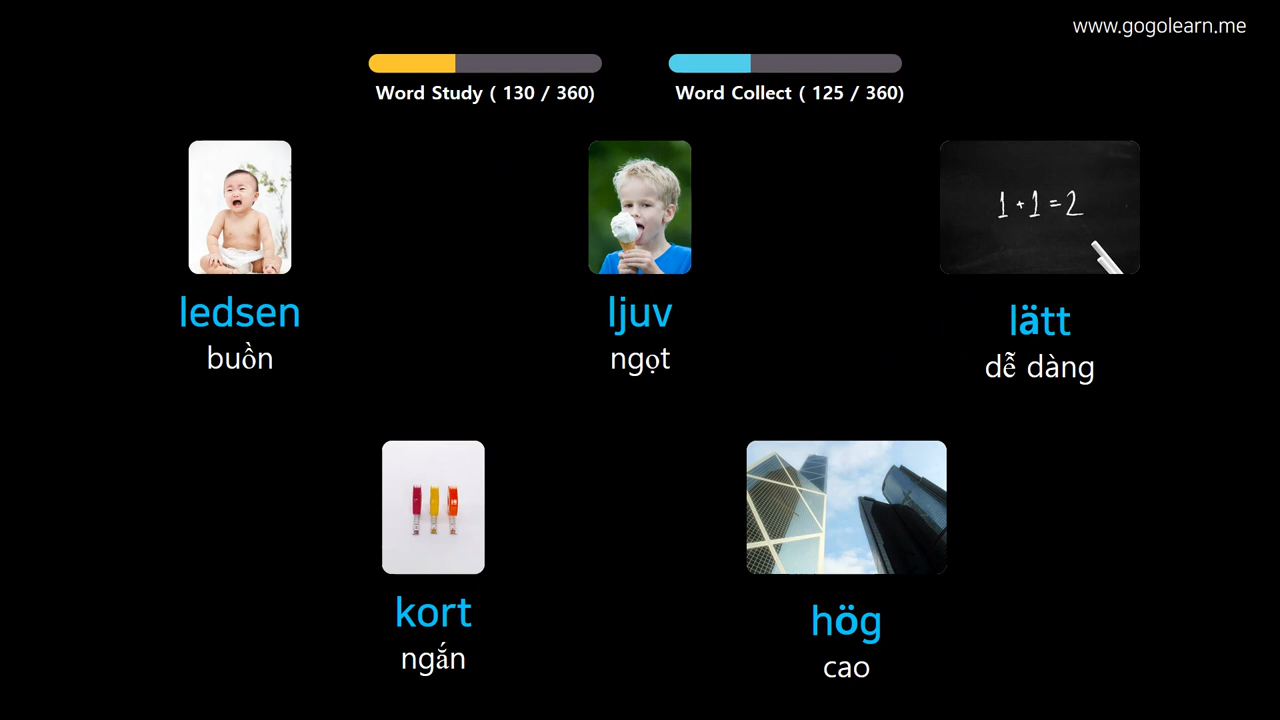 www.gogolearn.me
Word Study ( 130 / 360)
Word Collect ( 125 / 360)
1 + 1 = 2
ledsen
buồn
ljuv
ngọt
lätt
dễ dàng
kort
ngắn
hög
cao